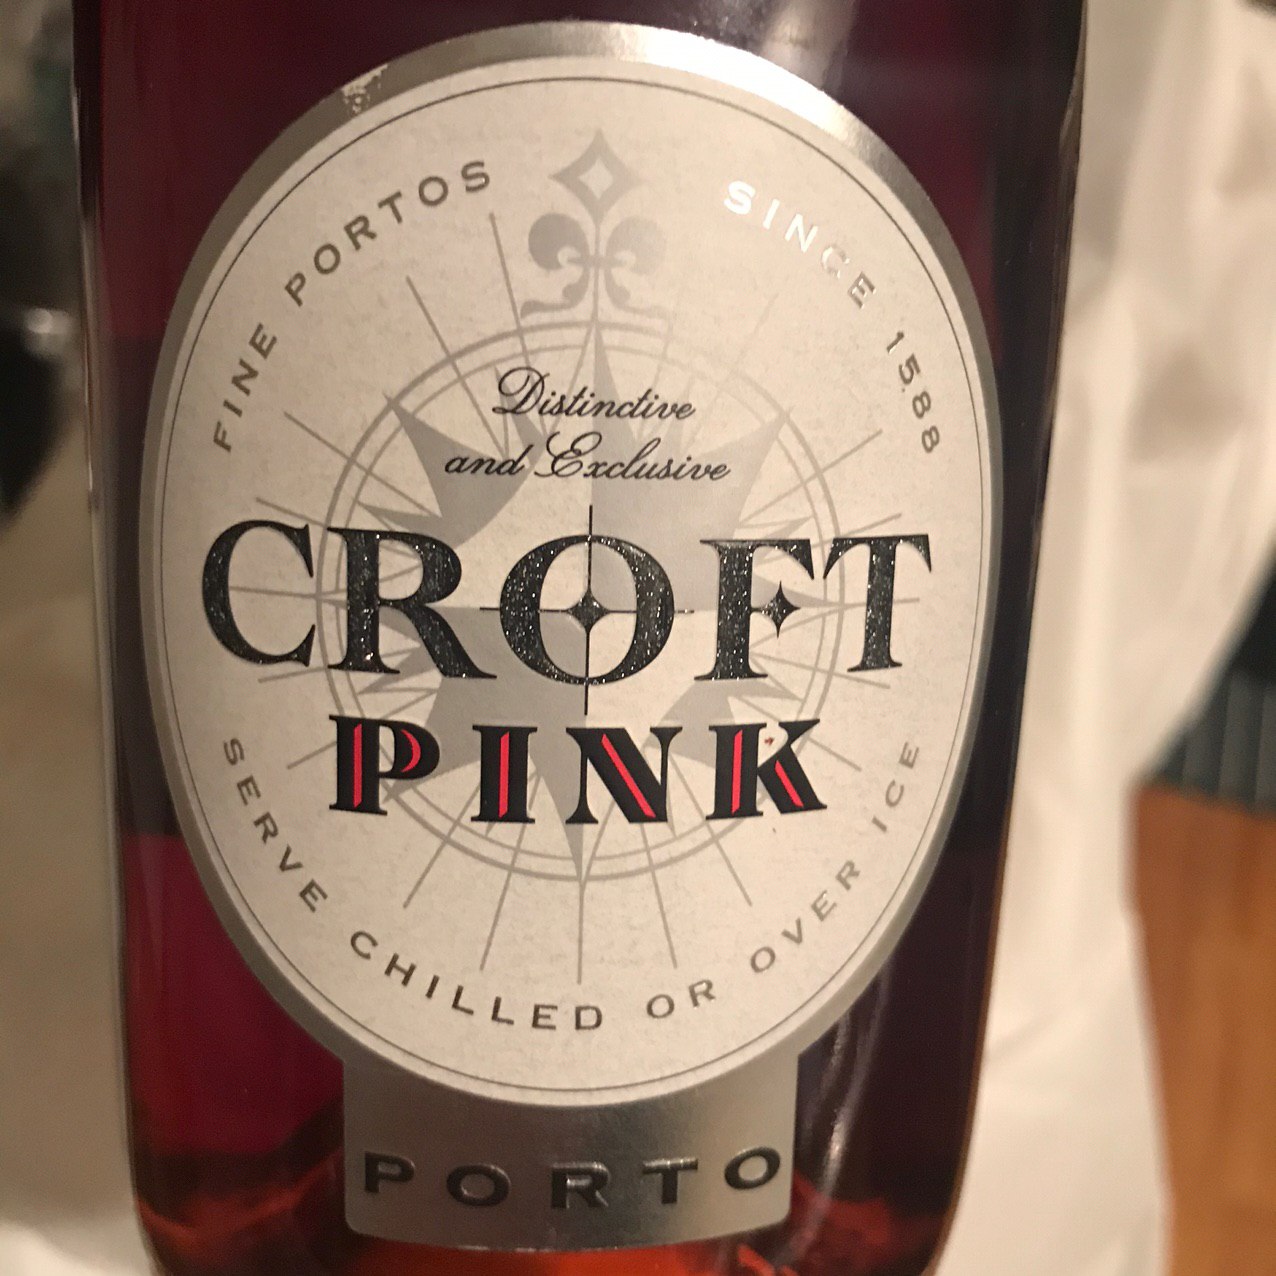 FINE PORTOS
SINCE 1588
Distinctive
and Exclusive
CROFT
PINK
SERVE CHILLED OR OVER ICE
PORTO